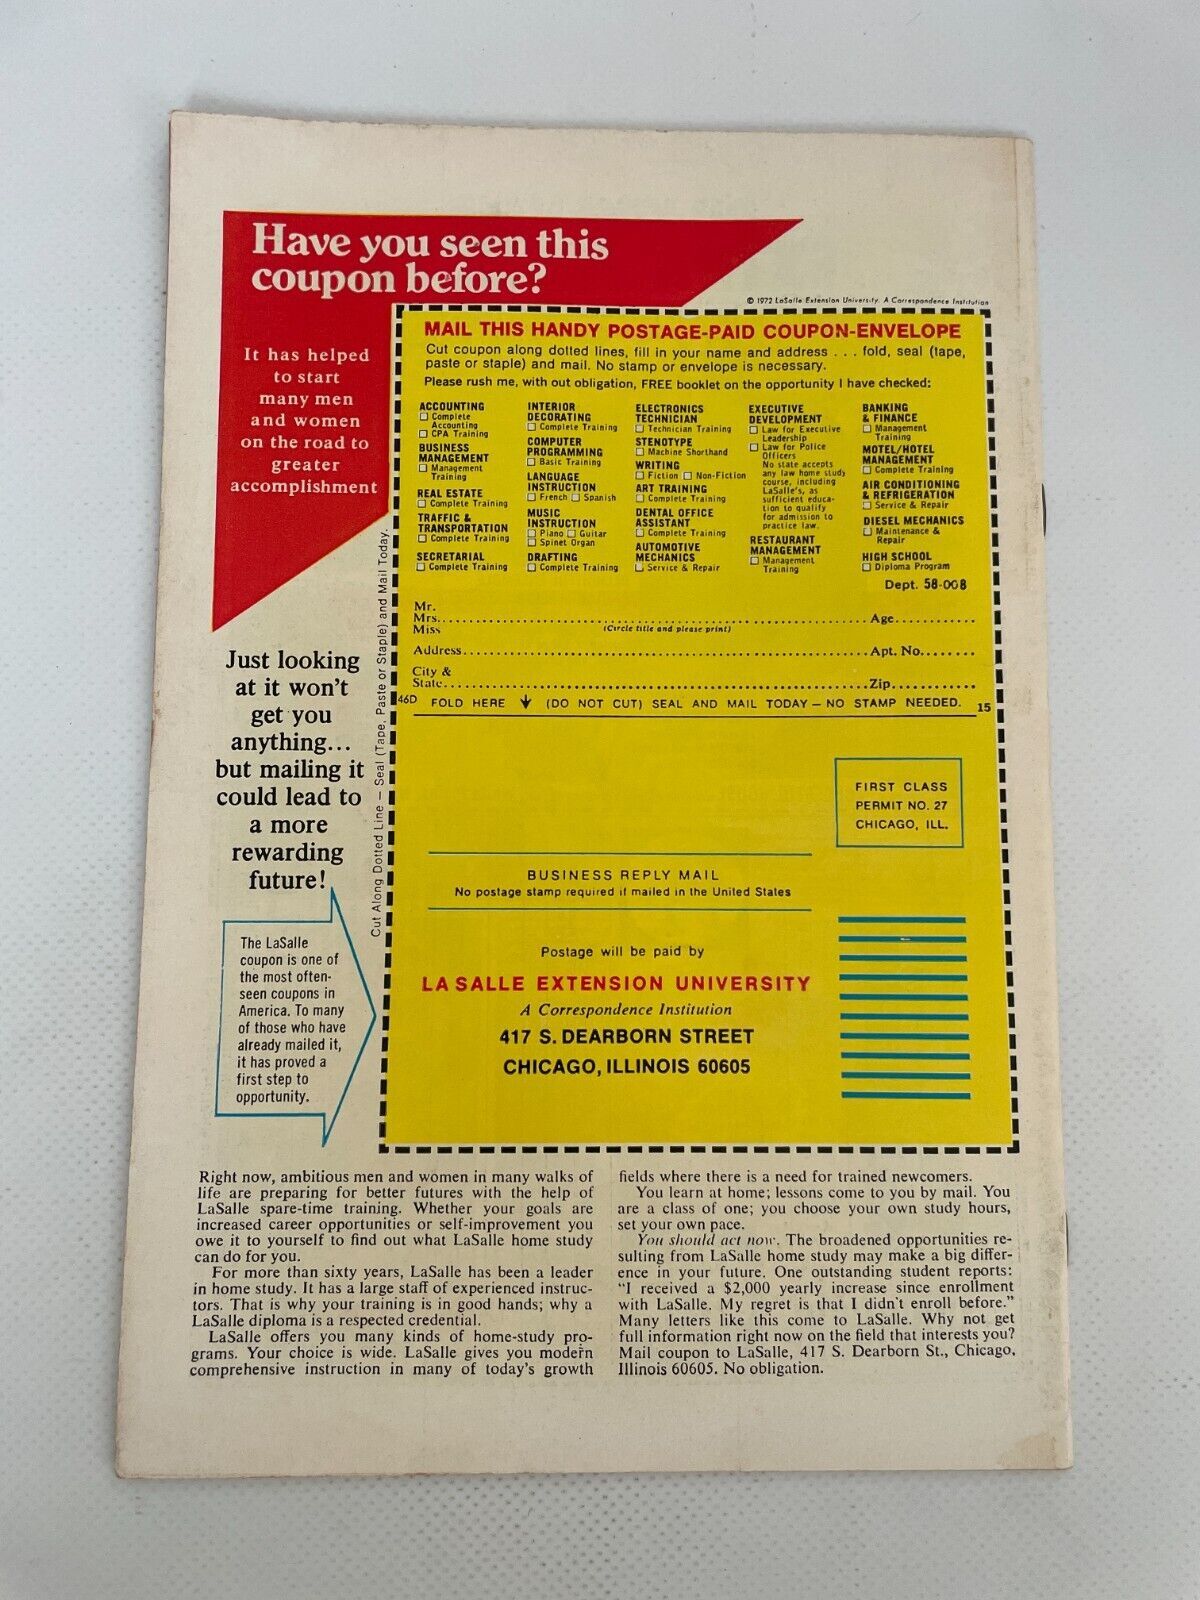 Have you seen this
coupon before?
It has helped
to start
many men
and women
on the road to
greater
accomplishment
Just looking
at it won't
get you
anything...
but mailing it
could lead to
a more
rewarding
future!
The LaSalle
coupon is one of
the most often-
seen coupons in
America. To many
of those who have
already mailed it,
it has proved a
first step to
opportunity.
Cut Along Dotted Line — Seal (Tape, Paste or Staple) and Mail Today.
© 1972 LaSalle Extension University. A Correspondence Institution
MAIL THIS HANDY POSTAGE-PAID COUPON-ENVELOPE
Cut coupon along dotted lines, fill in your name and address . . . fold, seal (tape,
paste or staple) and mail. No stamp or envelope is necessary.
Please rush me, with out obligation, FREE booklet on the opportunity I have checked:
ACCOUNTING
Complete
Accounting
CPA Training
BUSINESS
MANAGEMENT
Management
Training
REAL ESTATE
Complete Training
TRAFFIC &
TRANSPORTATION
Complete Training
SECRETARIAL
Complete Training
INTERIOR
DECORATING
Complete Training
COMPUTER
PROGRAMMING
Basic Training
LANGUAGE
INSTRUCTION
French Spanish
MUSIC
INSTRUCTION
Piano Guitar
Spinet Organ
DRAFTING
Complete Training
ELECTRONICS
TECHNICIAN
Technician Training
STENOTYPE
Machine Shorthand
WRITING
Fiction Non-Fiction
ART TRAINING
Complete Training
DENTAL OFFICE
ASSISTANT
Complete Training
AUTOMOTIVE
MECHANICS
Service & Repair
EXECUTIVE
DEVELOPMENT
Law for Executive
Leadership
Law for Police
Officers
No state accepts
any law home study
course, including
LaSalle's, as
sufficient educa-
tion to qualify
for admission to
practice law.
RESTAURANT
MANAGEMENT
Management
Training
BANKING
& FINANCE
Management
Training
MOTEL/HOTEL
MANAGEMENT
Complete Training
AIR CONDITIONING
& REFRIGERATION
Service & Repair
DIESEL MECHANICS
Maintenance &
Repair
HIGH SCHOOL
Diploma Program
Dept. 58-008
Mr.
Mrs. Age
Miss (Circle title and please print)
Address Apt. No.
City &
State Zip
46D FOLD HERE (DO NOT CUT) SEAL AND MAIL TODAY — NO STAMP NEEDED. 15
FIRST CLASS
PERMIT NO. 27
CHICAGO, ILL.
BUSINESS REPLY MAIL
No postage stamp required if mailed in the United States
Postage will be paid by
LA SALLE EXTENSION UNIVERSITY
A Correspondence Institution
417 S. DEARBORN STREET
CHICAGO, ILLINOIS 60605
Right now, ambitious men and women in many walks of
life are preparing for better futures with the help of
LaSalle spare-time training. Whether your goals are
increased career opportunities or self-improvement you
owe it to yourself to find out what LaSalle home study
can do for you.
For more than sixty years, LaSalle has been a leader
in home study. It has a large staff of experienced instruc-
tors. That is why your training is in good hands; why a
LaSalle diploma is a respected credential.
LaSalle offers you many kinds of home-study pro-
grams. Your choice is wide. LaSalle gives you modern
comprehensive instruction in many of today's growth
fields where there is a need for trained newcomers.
You learn at home; lessons come to you by mail. You
are a class of one; you choose your own study hours,
set your own pace.
You should act now. The broadened opportunities re-
sulting from LaSalle home study may make a big differ-
ence in your future. One outstanding student reports:
"I received a $2,000 yearly increase since enrollment
with LaSalle. My regret is that I didn't enroll before."
Many letters like this come to LaSalle. Why not get
full information right now on the field that interests you?
Mail coupon to LaSalle, 417 S. Dearborn St., Chicago,
Illinois 60605. No obligation.